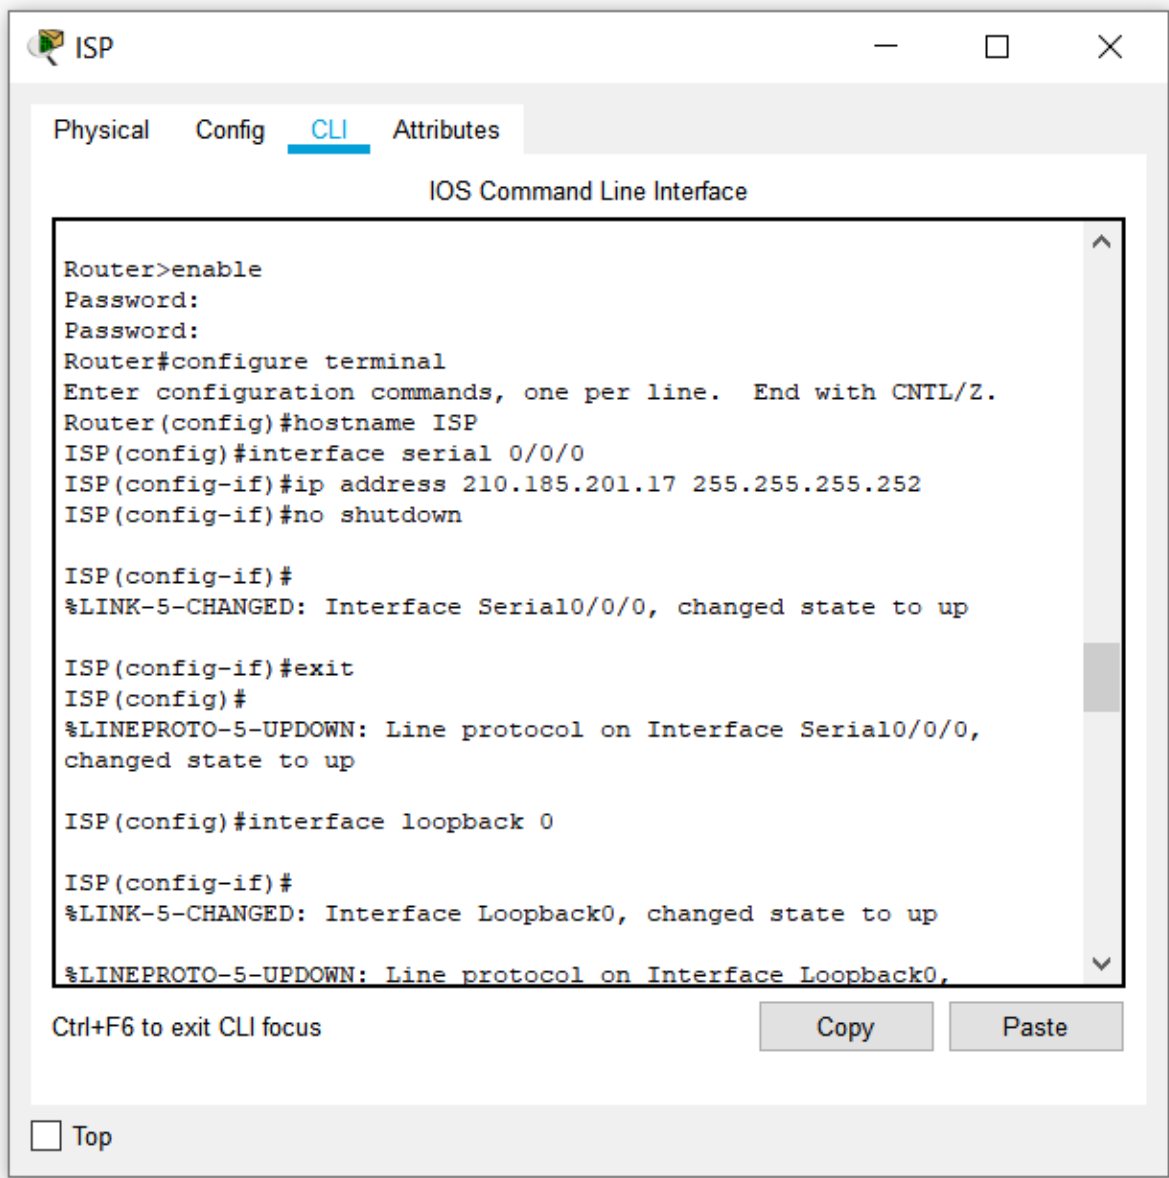 ISP
Physical Config CLI Attributes
IOS Command Line Interface
Router>enable
Password:
Password:
Router#configure terminal
Enter configuration commands, one per line.  End with CNTL/Z.
Router(config)#hostname ISP
ISP(config)#interface serial 0/0/0
ISP(config-if)#ip address 210.185.201.17 255.255.255.252
ISP(config-if)#no shutdown
ISP(config-if)#
%LINK-5-CHANGED: Interface Serial0/0/0, changed state to up
ISP(config-if)#exit
ISP(config)#
%LINEPROTO-5-UPDOWN: Line protocol on Interface Serial0/0/0,
changed state to up
ISP(config)#interface loopback 0
ISP(config-if)#
%LINK-5-CHANGED: Interface Loopback0, changed state to up
%LINEPROTO-5-UPDOWN: Line protocol on Interface Loopback0,
Ctrl+F6 to exit CLI focus
Copy Paste
Top